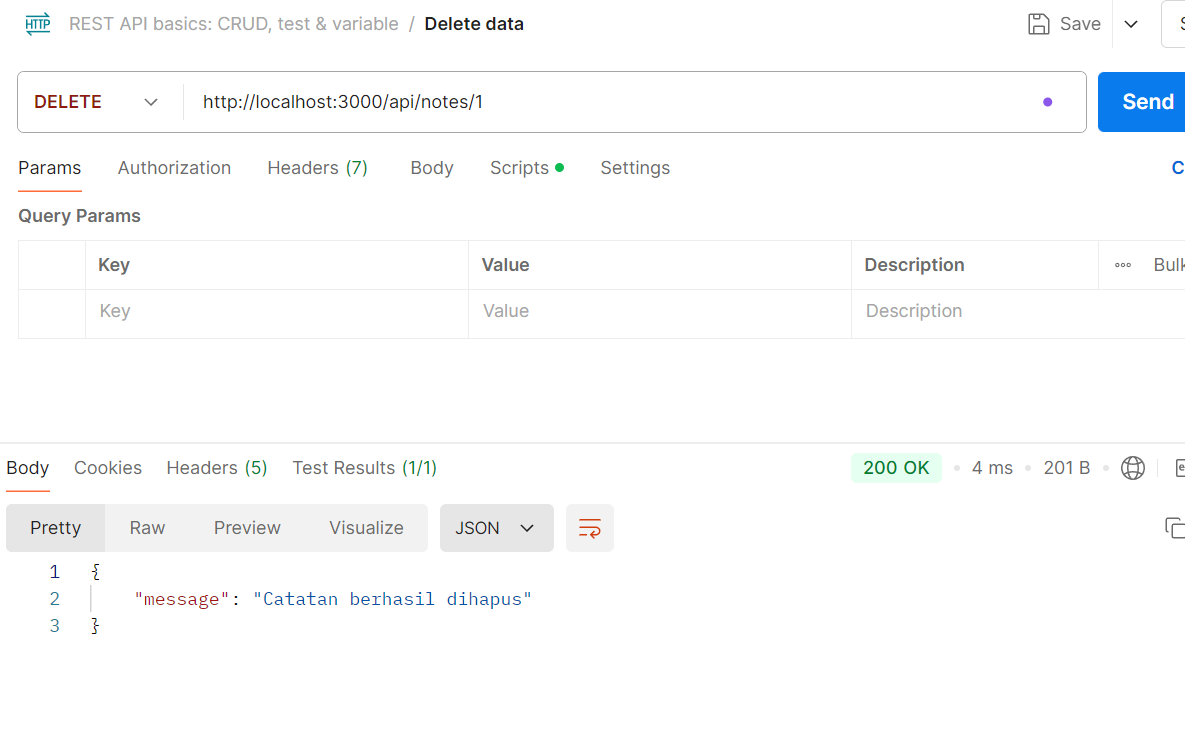 HTTP REST API basics: CRUD, test & variable / Delete data Save
DELETE http://localhost:3000/api/notes/1 Send
Params Authorization Headers (7) Body Scripts Settings
Query Params
Key Value Description Bulk
Key Value Description
Body Cookies Headers (5) Test Results (1/1) 200 OK 4 ms 201 B
Pretty Raw Preview Visualize JSON
1 {
2 "message": "Catatan berhasil dihapus"
3 }